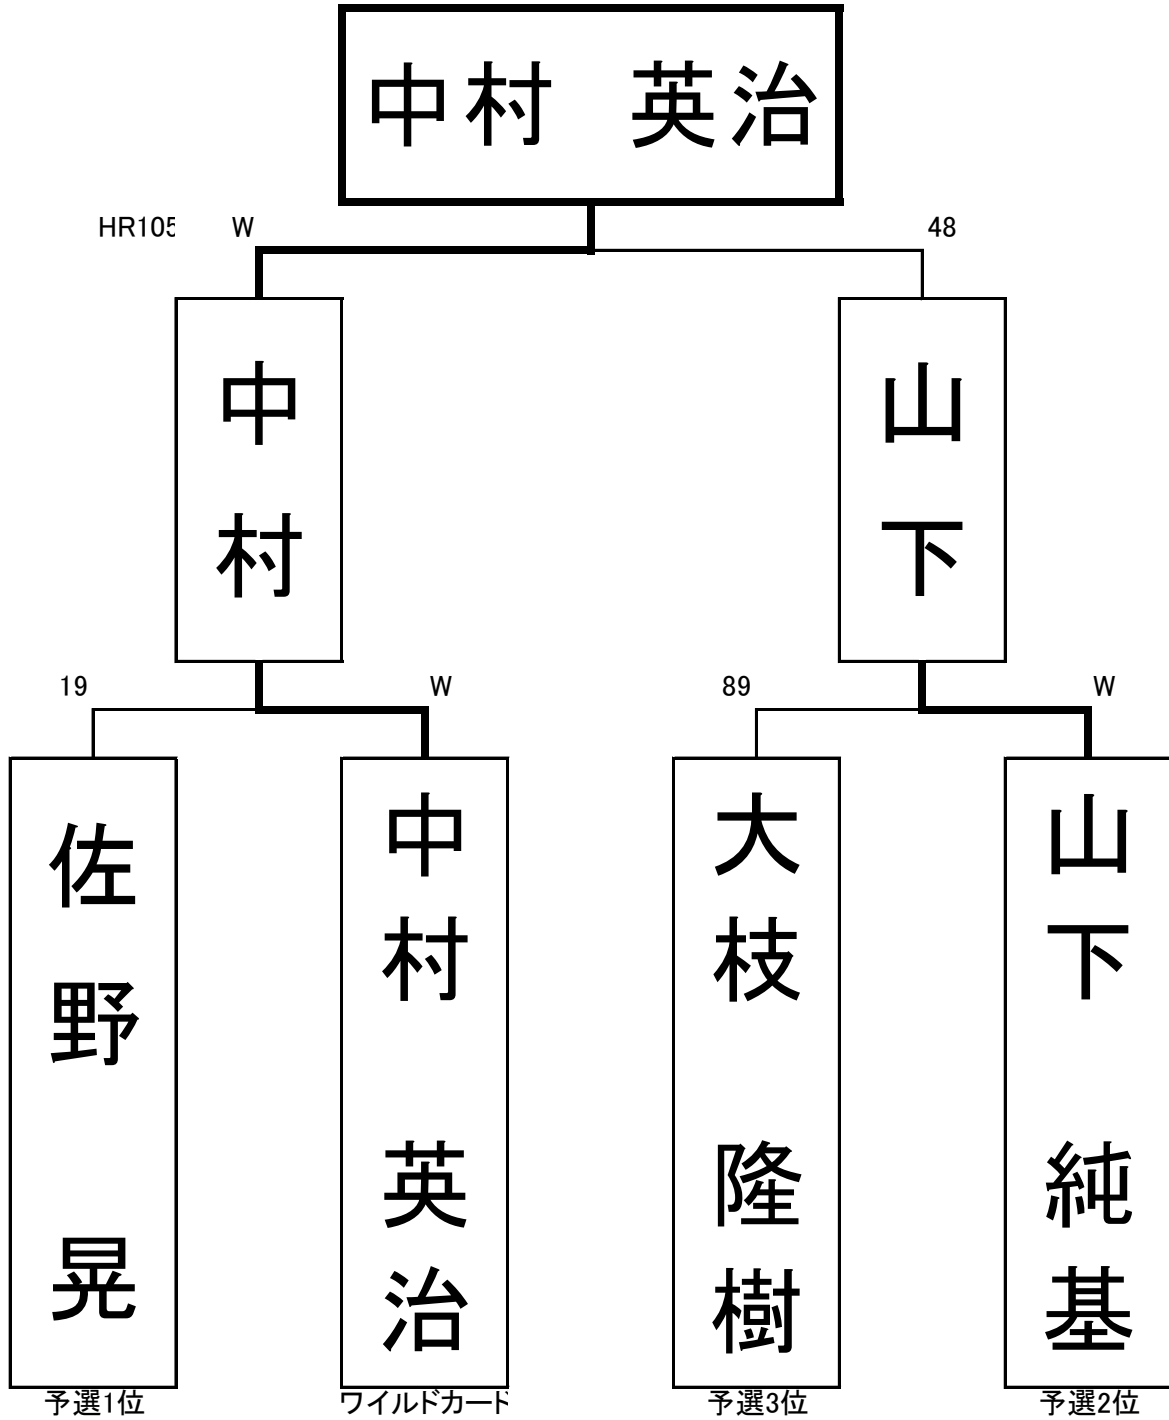 中村　英治
HR105 W 48
中村
山下
19 W 89 W
佐野　晃
中村　英治
大枝　隆樹
山下　純基
予選1位 ワイルドカード 予選3位 予選2位